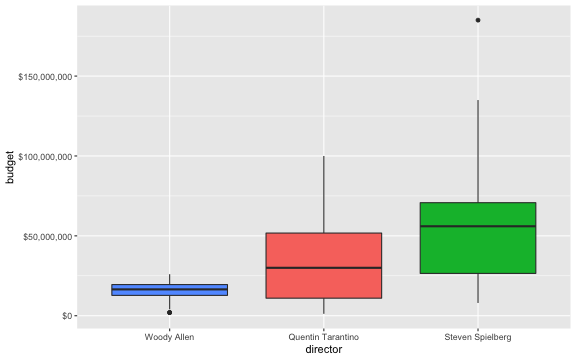 $150,000,000
$100,000,000
$50,000,000
$0
budget
Woody Allen
Quentin Tarantino
Steven Spielberg
director